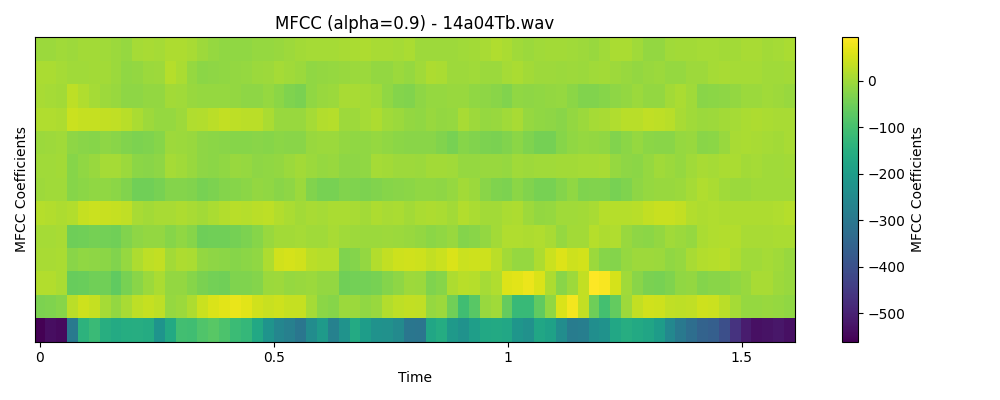 MFCC (alpha=0.9) - 14a04Tb.wav
MFCC Coefficients
0
0.5
1
1.5
Time
0
−100
−200
−300
−400
−500
MFCC Coefficients